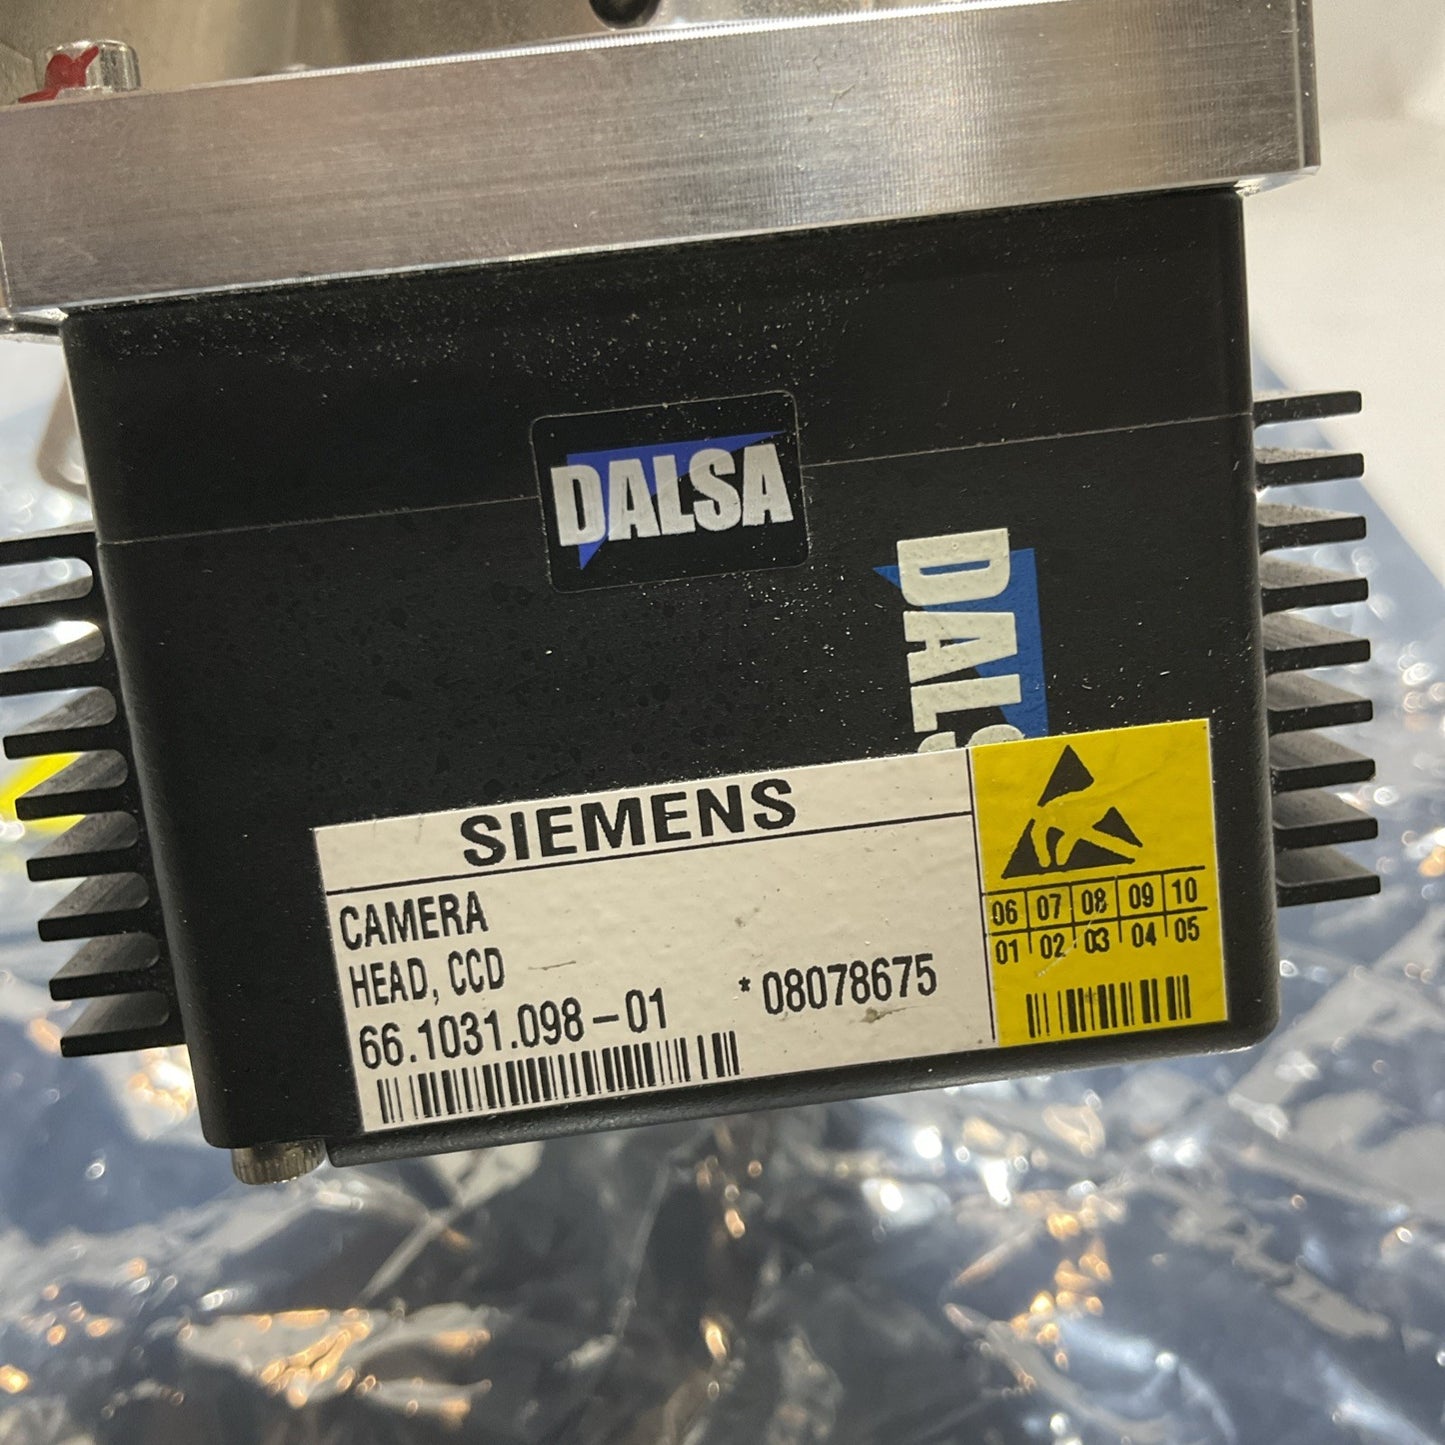 DALSA
DALS
SIEMENS
CAMERA
HEAD, CCD
66.1031.098-01 *08078675
06 07 08 09 10
01 02 03 04 05